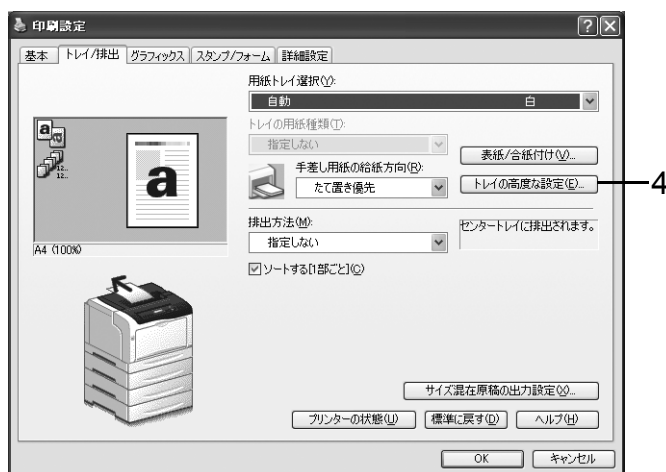 印刷設定
基本 トレイ/排出 グラフィックス スタンプ/フォーム 詳細設定
用紙トレイ選択(Y):
自動 白
トレイの用紙種類(T):
指定しない
表紙/合紙付け(V)...
手差し用紙の給紙方向(R):
たて置き優先
トレイの高度な設定(E)...
4
排出方法(M):
指定しない
センタートレイに排出されます。
A4 (100%)
ソートする[1部ごと](C)
サイズ混在原稿の出力設定(X)...
プリンターの状態(U) 標準に戻す(D) ヘルプ(H)
OK キャンセル